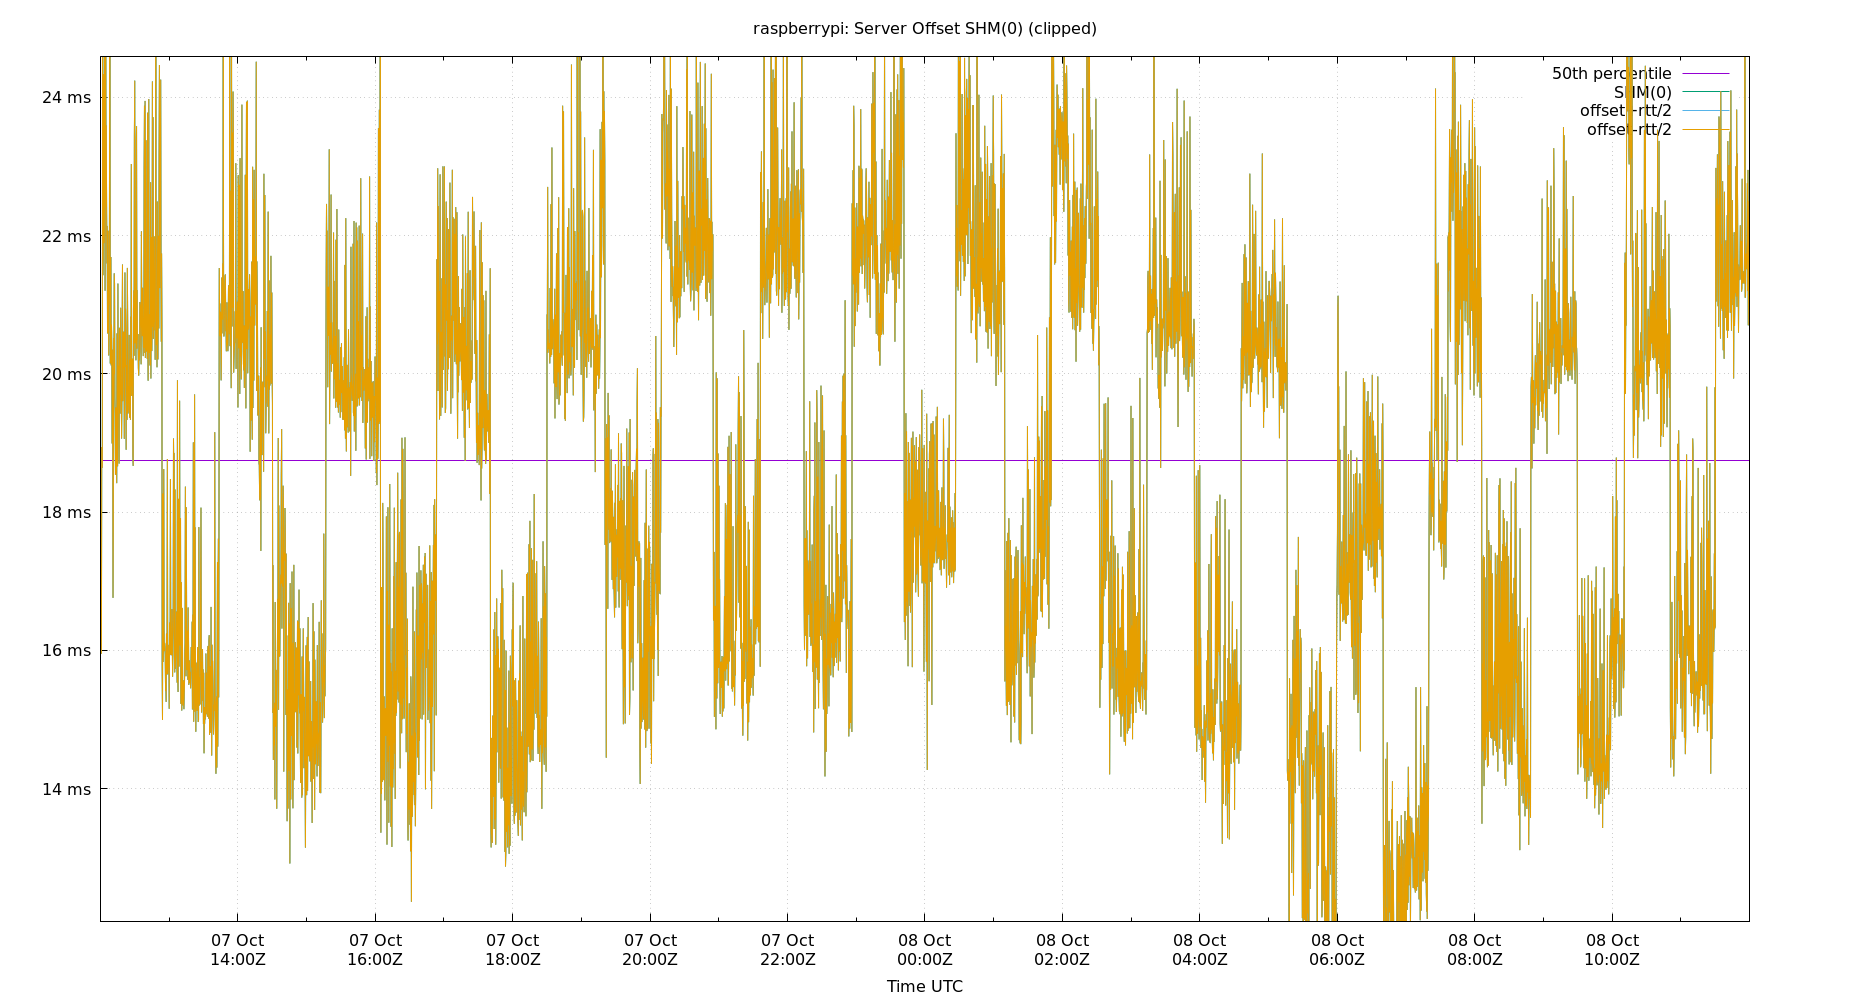 raspberrypi: Server Offset SHM(0) (clipped)
50th percentile
SHM(0)
offset+rtt/2
offset-rtt/2
24 ms
22 ms
20 ms
18 ms
16 ms
14 ms
07 Oct 07 Oct 07 Oct 07 Oct 07 Oct 08 Oct 08 Oct 08 Oct 08 Oct 08 Oct 08 Oct
14:00Z 16:00Z 18:00Z 20:00Z 22:00Z 00:00Z 02:00Z 04:00Z 06:00Z 08:00Z 10:00Z
Time UTC